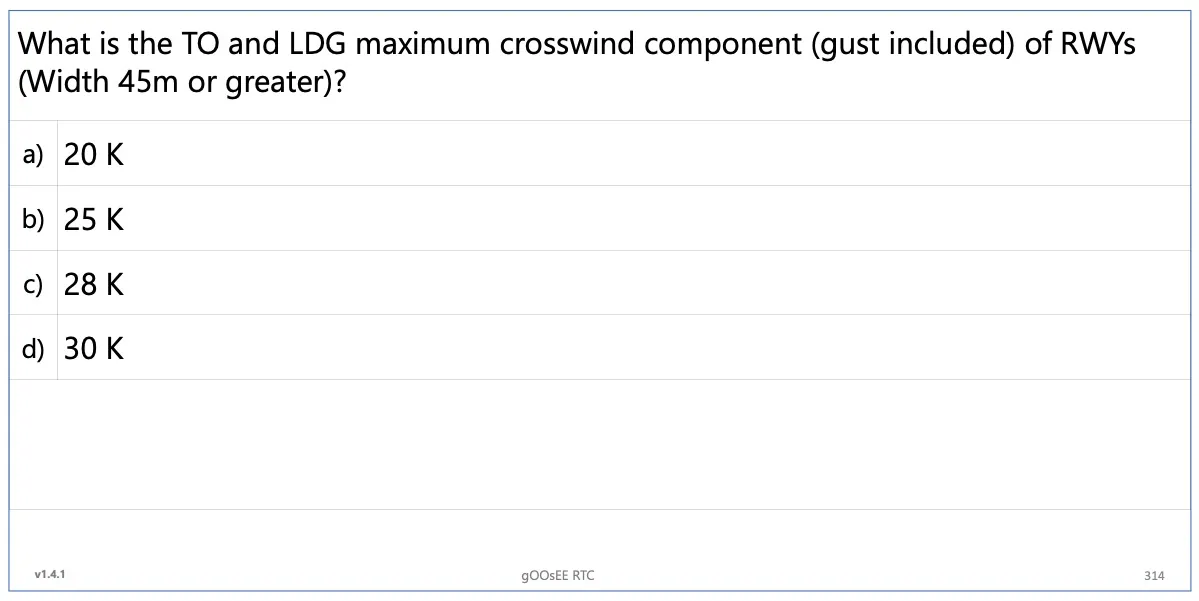 What is the TO and LDG maximum crosswind component (gust included) of RWYs
(Width 45m or greater)?
a) 20 K
b) 25 K
c) 28 K
d) 30 K
v1.4.1 gOOsEE RTC 314